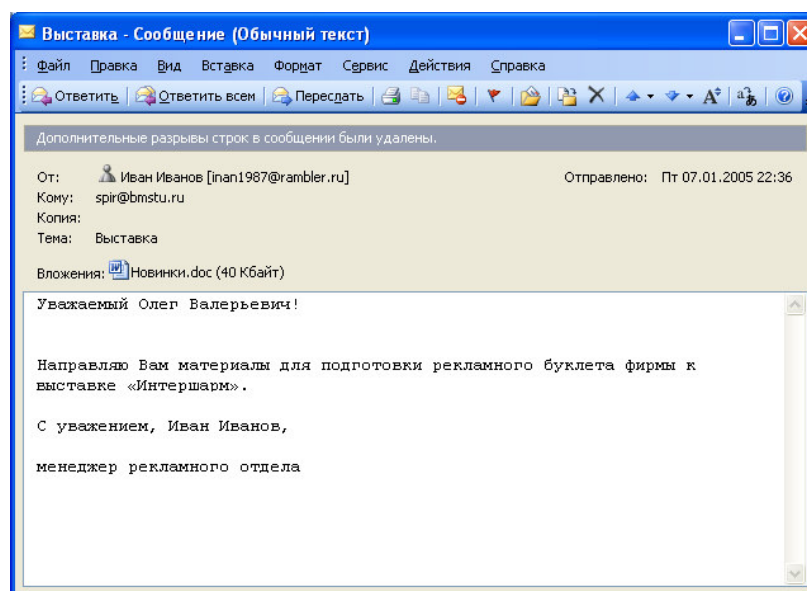 Выставка - Сообщение (Обычный текст)
Файл Правка Вид Вставка Формат Сервис Действия Справка
Ответить Ответить всем Переслать
Дополнительные разрывы строк в сообщении были удалены.
От: Иван Иванов [inan1987@rambler.ru] Отправлено: Пт 07.01.2005 22:36
Кому: spir@bmstu.ru
Копия:
Тема: Выставка
Вложения: Новинки.doc (40 Кбайт)
Уважаемый Олег Валерьевич!
Направляю Вам материалы для подготовки рекламного буклета фирмы к
выставке «Интершарм».
С уважением, Иван Иванов,
менеджер рекламного отдела